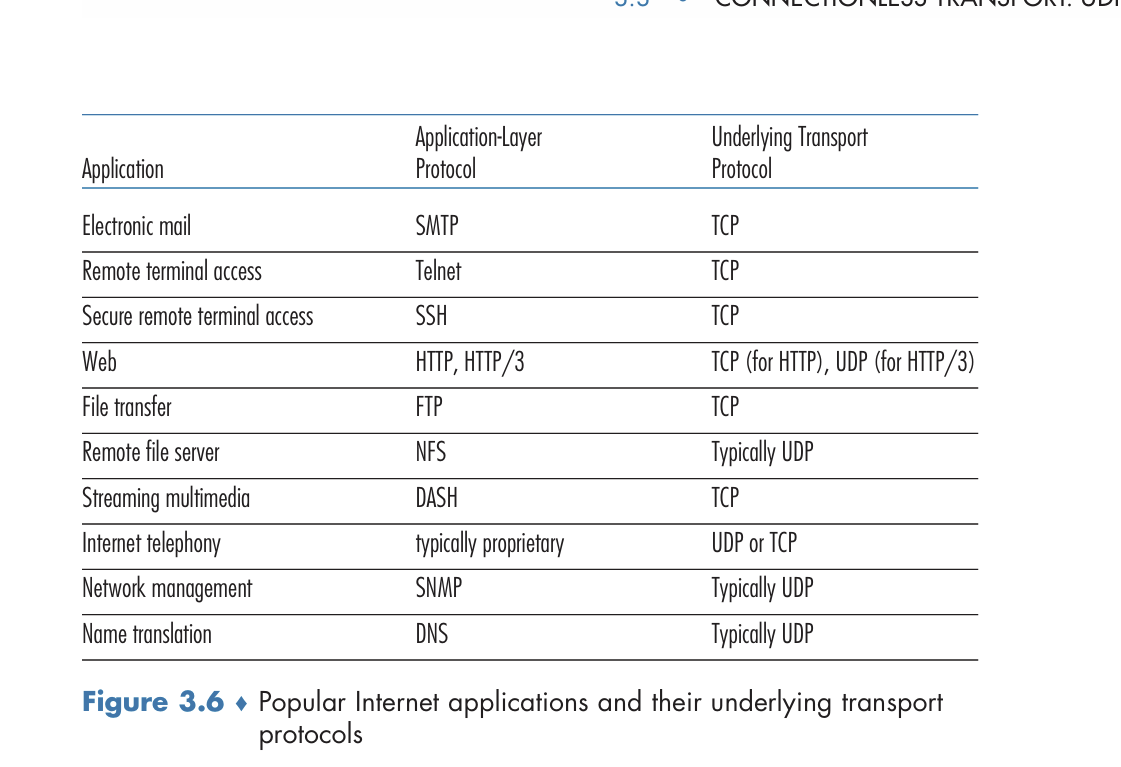 3.3 • CONNECTIONLESS TRANSPORT: UDP
Application Application-Layer Protocol Underlying Transport Protocol
Electronic mail SMTP TCP
Remote terminal access Telnet TCP
Secure remote terminal access SSH TCP
Web HTTP, HTTP/3 TCP (for HTTP), UDP (for HTTP/3)
File transfer FTP TCP
Remote file server NFS Typically UDP
Streaming multimedia DASH TCP
Internet telephony typically proprietary UDP or TCP
Network management SNMP Typically UDP
Name translation DNS Typically UDP
Figure 3.6 ♦ Popular Internet applications and their underlying transport
protocols